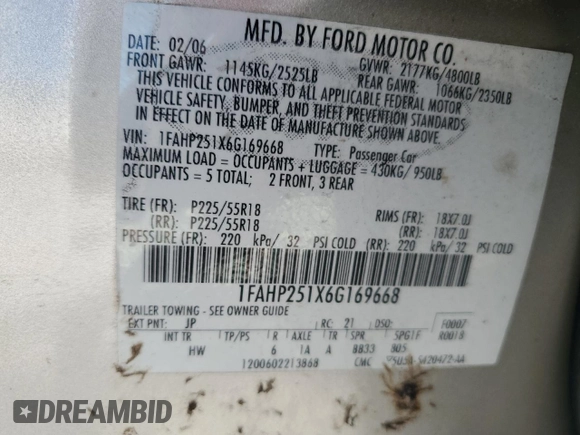 MFD. BY FORD MOTOR CO.
DATE: 02/06 GVWR: 2177KG/4800LB
FRONT GAWR: 1145KG/2525LB REAR GAWR: 1066KG/2350LB
THIS VEHICLE CONFORMS TO ALL APPLICABLE FEDERAL MOTOR
VEHICLE SAFETY, BUMPER, AND THEFT PREVENTION STANDARDS
IN EFFECT ON THE DATE OF MANUFACTURE SHOWN ABOVE.
VIN: 1FAHP251X6G169668 TYPE: Passenger Car
MAXIMUM LOAD = OCCUPANTS + LUGGAGE = 430KG/ 950LB
OCCUPANTS = 5 TOTAL; 2 FRONT, 3 REAR
TIRE (FR): P225/55R18 RIMS (FR): 18X7.0J
(RR): P225/55R18 (RR): 18X7.0J
PRESSURE (FR): 220 kPa/ 32 PSI COLD (RR): 220 kPa/ 32 PSI COLD
1FAHP251X6G169668
TRAILER TOWING - SEE OWNER GUIDE
EXT PNT: JP RC: 21 DSO: F0007
INT TR TP/PS R AXLE TR SPR R0018
HW 6 1A A 8833 805
1200602213868 CMC
DREAMBID